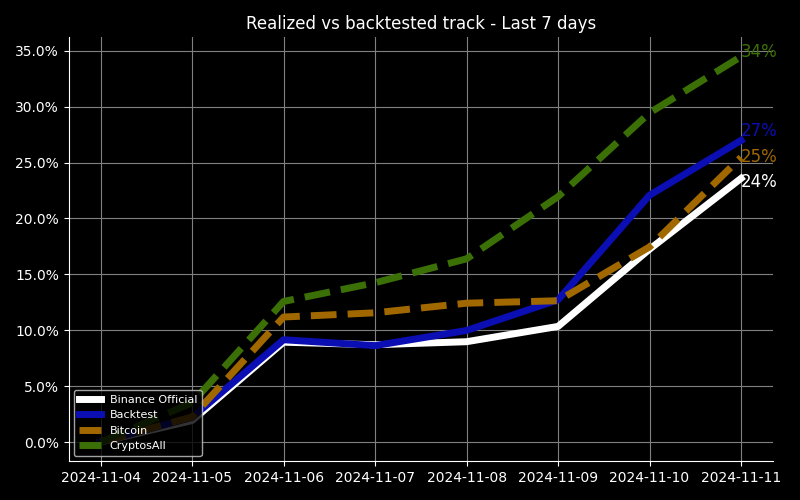 Realized vs backtested track - Last 7 days
35.0%
30.0%
25.0%
20.0%
15.0%
10.0%
5.0%
0.0%
34%
27%
25%
24%
Binance Official
Backtest
Bitcoin
CryptosAll
2024-11-04 2024-11-05 2024-11-06 2024-11-07 2024-11-08 2024-11-09 2024-11-10 2024-11-11